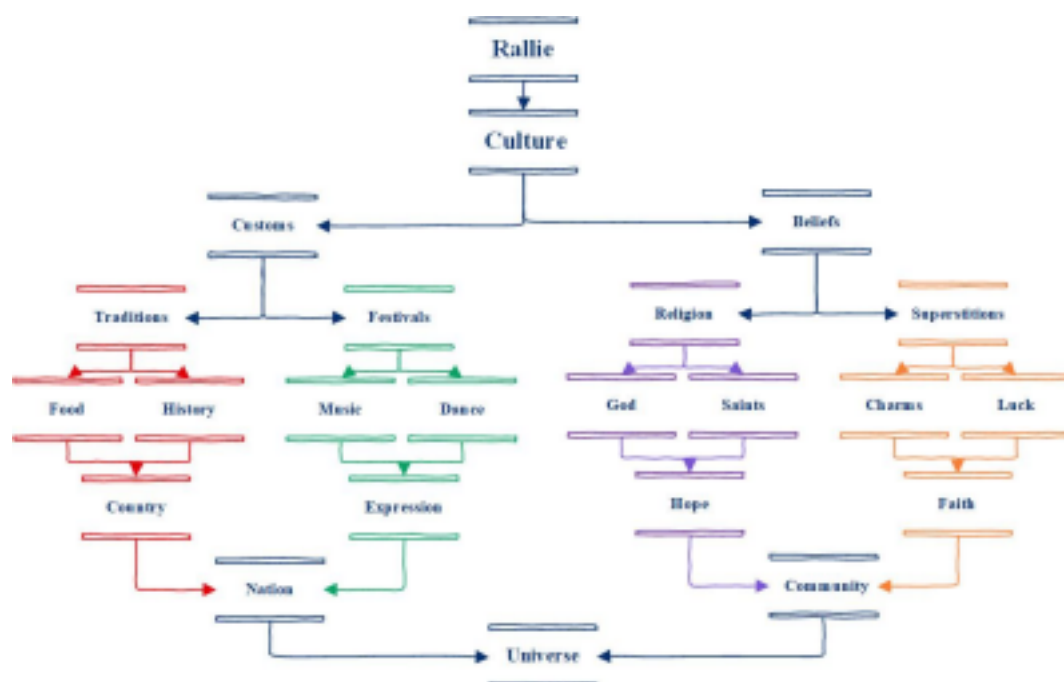 Rallie
Culture
Customs
Beliefs
Traditions
Festivals
Religion
Superstitions
Food
History
Music
Dance
God
Saints
Charms
Luck
Country
Expression
Hope
Faith
Nation
Community
Universe